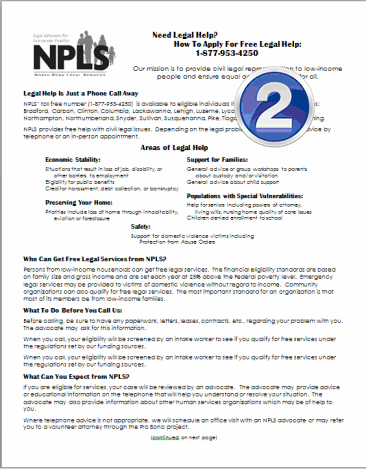 Need Legal Help?
How To Apply For Free Legal Help:
1-877-953-4250
Legal Advocates For
Low-Income Families
NPLS
NORTH PENN LEGAL SERVICES
Our mission is to provide civil legal to low-income
people and ensure equal for all.
Legal Help Is Just a Phone Call Away
NPLS' toll free number (1-877-953-4250) is available to eligible individuals
Bradford, Carbon, Clinton, Columbia, Lackawanna, Lehigh, Luzerne,
Northampton, Northumberland, Snyder, Sullivan, Susquehanna, Pike, Tioga,
NPLS provides free help with civil legal issues. Depending on the legal advice by
telephone or an in-person appointment.
2
Areas of Legal Help
Economic Stability:
Situations that result in loss of job, disability, or
other barriers to employment
Eligibility for public benefits
Creditor harassment, debt collection, or bankruptcy
Preserving Your Home:
Priorities include loss of home through inhabitability,
eviction or foreclosure
Support for Families:
General advice or group workshops to parents
about custody and/or visitation
General advice about child support
Populations with Special Vulnerabilities:
Help for seniors including powers of attorney,
living wills, nursing home quality of care issues
Children denied enrollment to school
Safety:
Support for domestic violence victims including
Protection from Abuse Orders
Who Can Get Free Legal Services from NPLS?
Persons from low-income households can get free legal services. The financial eligibility standards are based
on family size and gross income and are set each year at 25% above the federal poverty level. Emergency
legal services may be provided to victims of domestic violence without regard to income. Community
organizations can also qualify for free legal services. The most important standard for an organization is that
most of its members be from low-income families.
What To Do Before You Call Us:
Before calling, be sure to have any paperwork, letters, leases, contracts, etc., regarding your problem with you.
The advocate may ask for this information.
When you call, your eligibility will be screened by an intake worker to see if you qualify for free services under
the regulations set by our funding sources.
When you call, your eligibility will be screened by an intake worker to see if you qualify for free services under
the regulations set by our funding sources.
What Can You Expect from NPLS?
If you are eligible for services, your case will be reviewed by an advocate. The advocate may provide advice
or educational information on the telephone that will help you understand or resolve your situation. The
advocate may also provide information about other human services organizations which may be of help to
you.
Where telephone advice is not appropriate, we will schedule an office visit with an NPLS advocate or may refer
you to a volunteer attorney through the Pro Bono project.
(continued on next page)